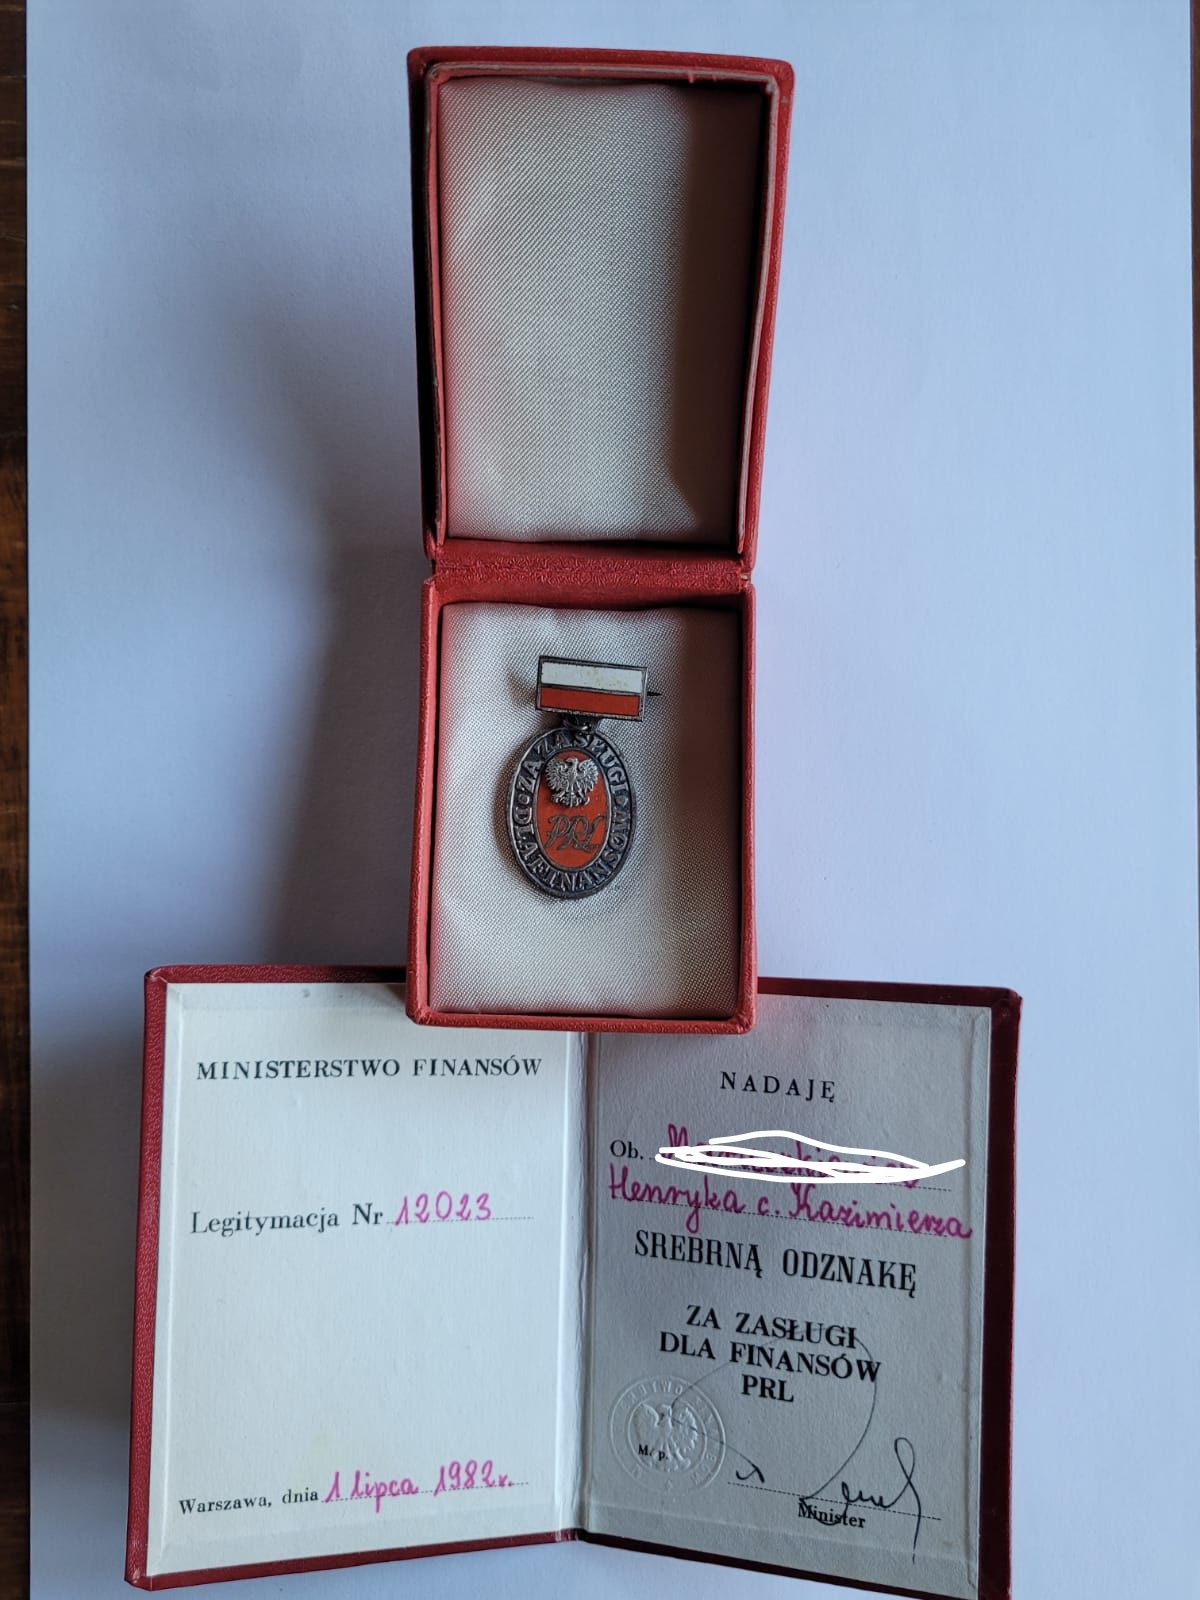 ZA ZASŁUGI
DLA FINANSÓW
PRL
MINISTERSTWO FINANSÓW
Legitymacja Nr 12023
Warszawa, dnia 1 lipca 1982r.
NADAJĘ
Ob.
Henryka c. Kazimierza
SREBRNĄ ODZNAKĘ
ZA ZASŁUGI
DLA FINANSÓW
PRL
M. p.
Minister